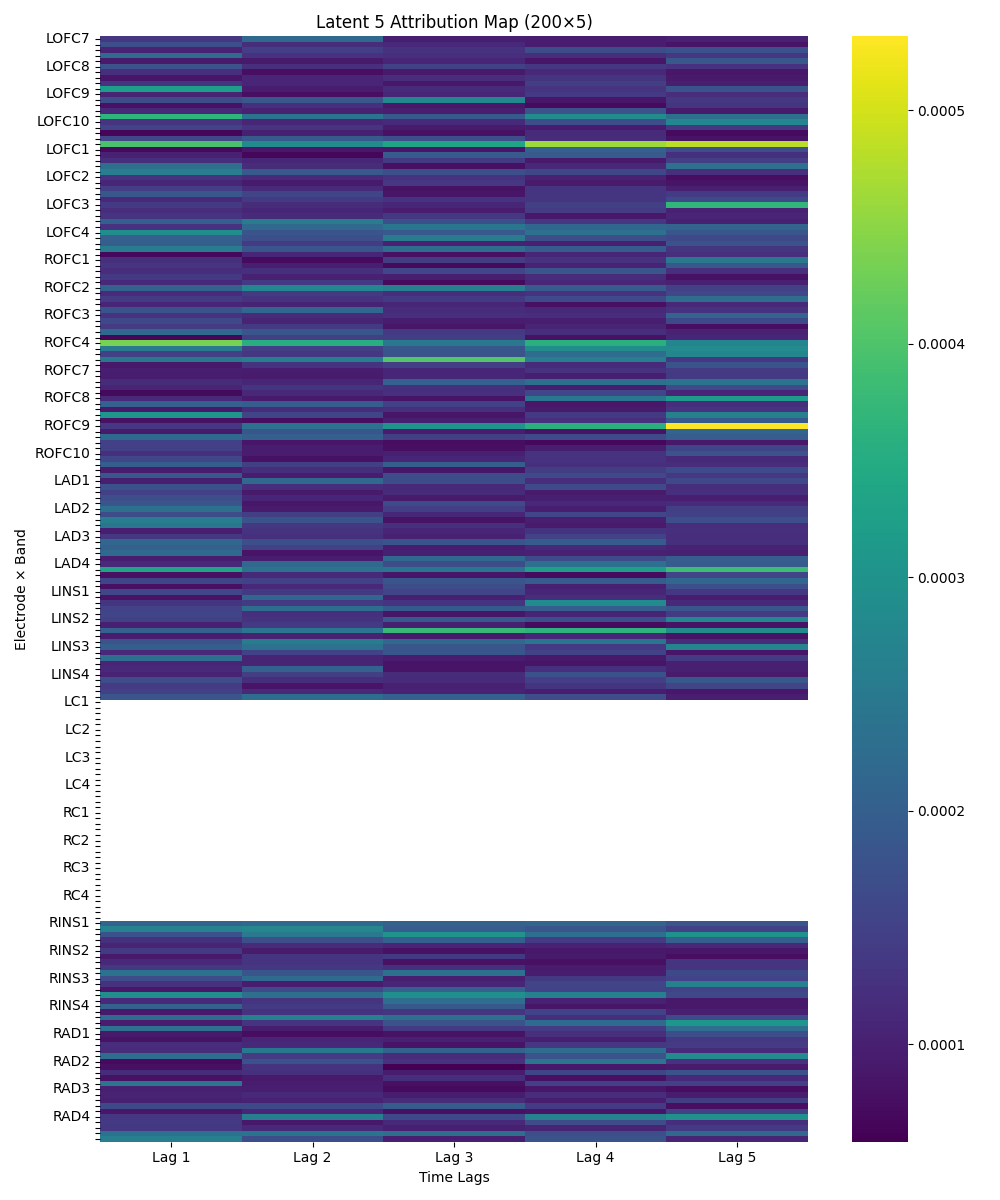 Latent 5 Attribution Map (200×5)
LOFC7
LOFC8
LOFC9
LOFC10
LOFC1
LOFC2
LOFC3
LOFC4
ROFC1
ROFC2
ROFC3
ROFC4
ROFC7
ROFC8
ROFC9
ROFC10
LAD1
LAD2
LAD3
LAD4
LINS1
LINS2
LINS3
LINS4
LC1
LC2
LC3
LC4
RC1
RC2
RC3
RC4
RINS1
RINS2
RINS3
RINS4
RAD1
RAD2
RAD3
RAD4
Electrode × Band
Lag 1
Lag 2
Lag 3
Lag 4
Lag 5
Time Lags
0.0005
0.0004
0.0003
0.0002
0.0001